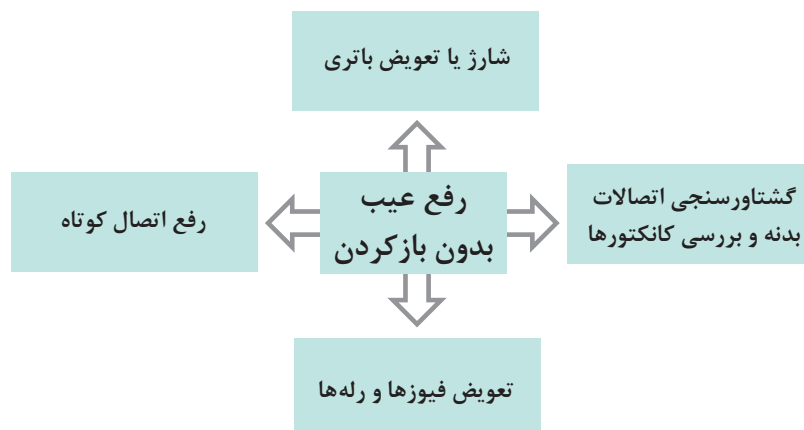 شارژ یا تعویض باتری
گشتاورسنجی اتصالات
بدنه و بررسی کانکتورها
رفع عیب
بدون بازکردن
رفع اتصال کوتاه
تعویض فیوزها و رله‌ها